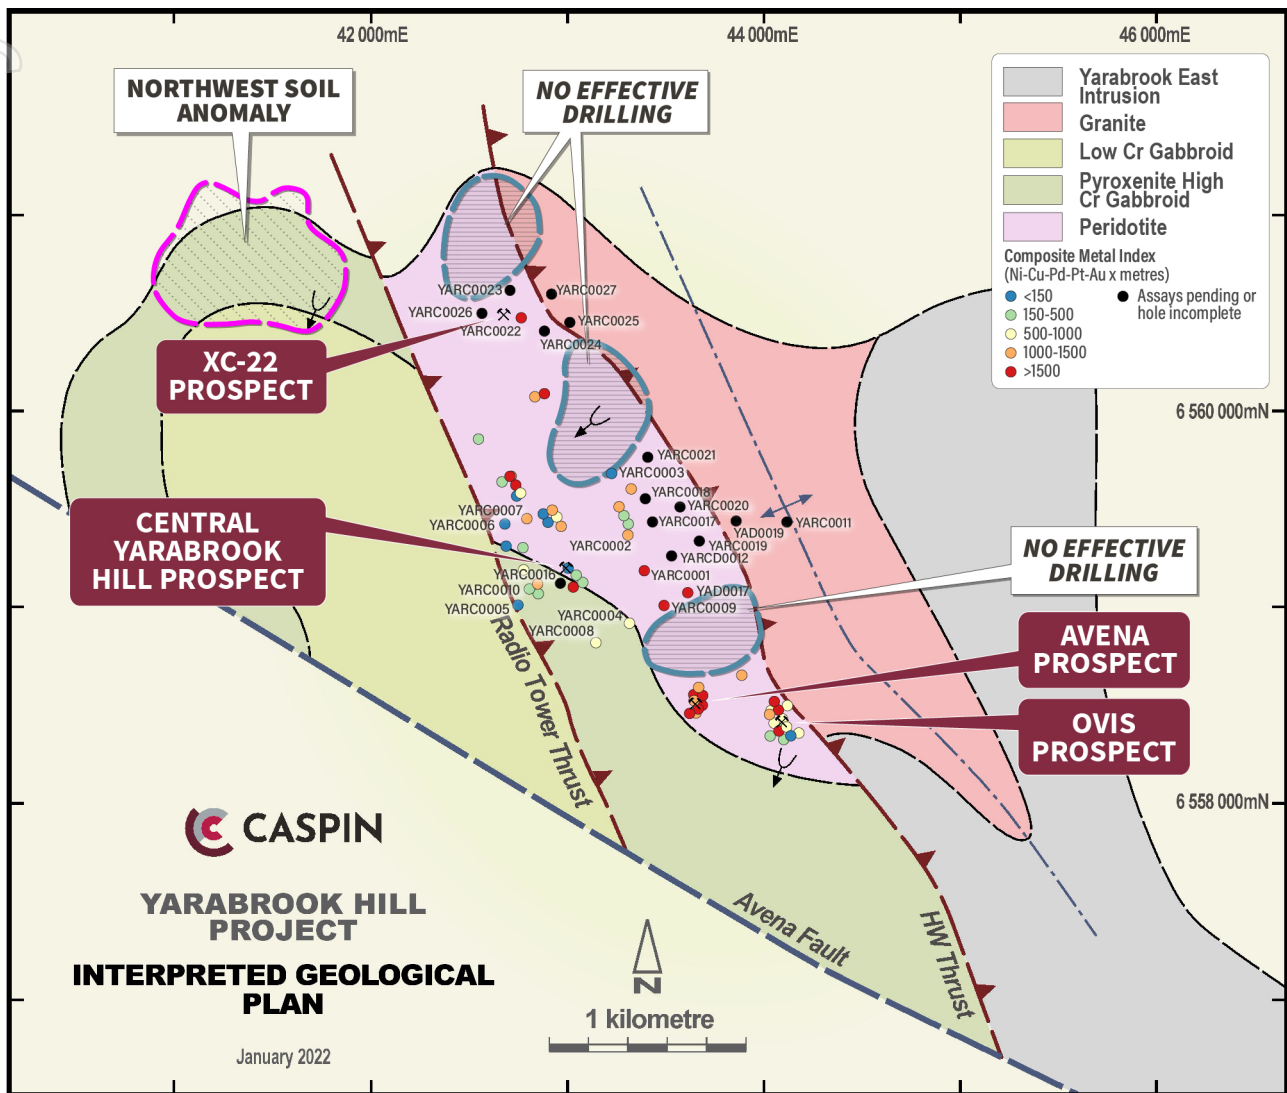 42 000mE
44 000mE
46 000mE
NORTHWEST SOIL
ANOMALY
NO EFFECTIVE
DRILLING
Yarabrook East
Intrusion
Granite
Low Cr Gabbroid
Pyroxenite High
Cr Gabbroid
Peridotite
Composite Metal Index
(Ni-Cu-Pd-Pt-Au x metres)
<150
150-500
500-1000
1000-1500
>1500
Assays pending or
hole incomplete
YARC0023
YARC0027
YARC0026
YARC0025
YARC0022
YARC0024
XC-22
PROSPECT
6 560 000mN
YARC0021
YARC0003
YARC0018
YARC0020
YARC0007
YARC0006
YARC0017
YAD0019
YARC0011
YARC0002
YARC0019
YARCD0012
CENTRAL
YARABROOK
HILL PROSPECT
YARC0016
YARC0001
YARC0010
YAD0017
YARC0005
YARC0009
YARC0004
YARC0008
NO EFFECTIVE
DRILLING
AVENA
PROSPECT
OVIS
PROSPECT
Radio Tower Thrust
6 558 000mN
CASPIN
YARABROOK HILL
PROJECT
INTERPRETED GEOLOGICAL
PLAN
January 2022
Avena Fault
HW Thrust
N
1 kilometre